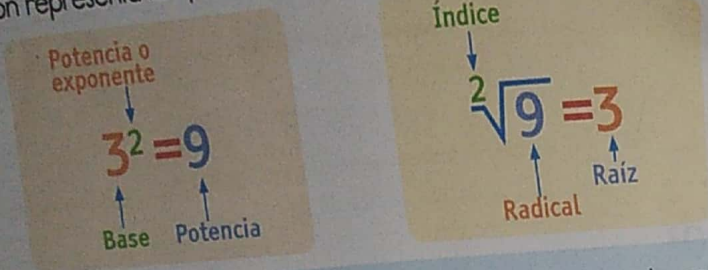 Potencia o
exponente
3² = 9
Base Potencia
Índice
²√9 = 3
Raíz
Radical